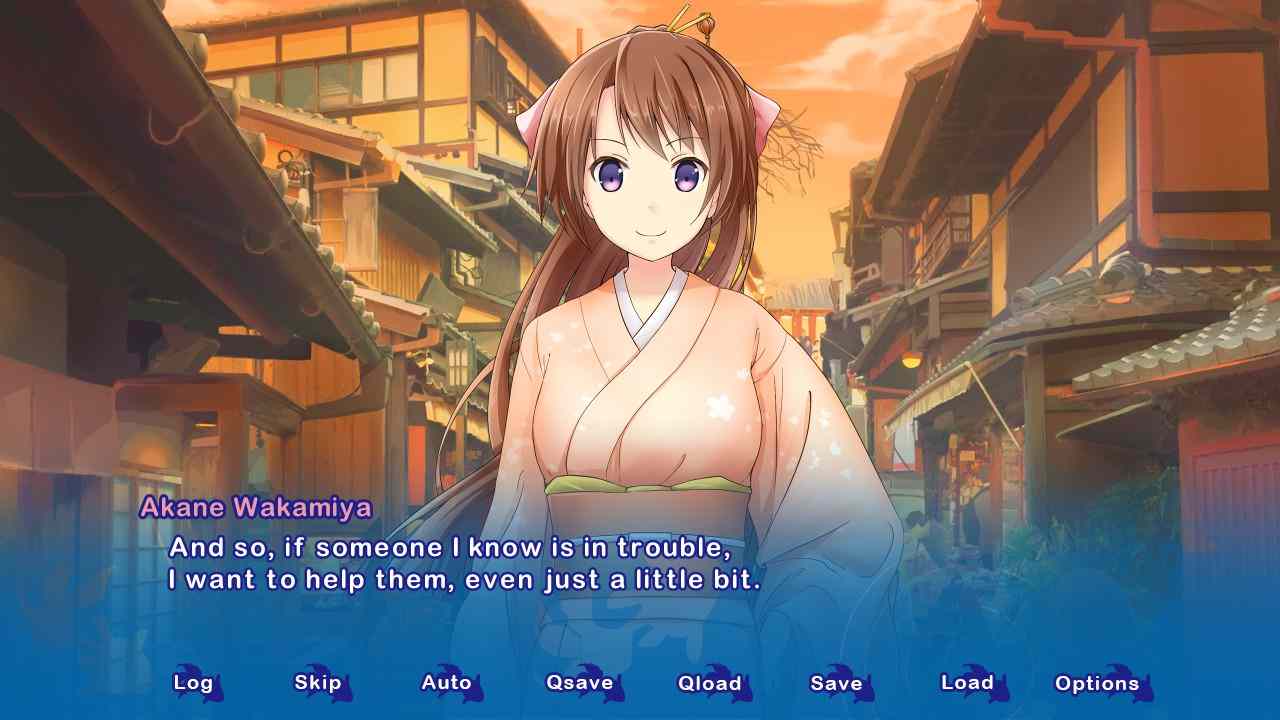 Akane Wakamiya
And so, if someone I know is in trouble,
I want to help them, even just a little bit.
Log Skip Auto Qsave Qload Save Load Options